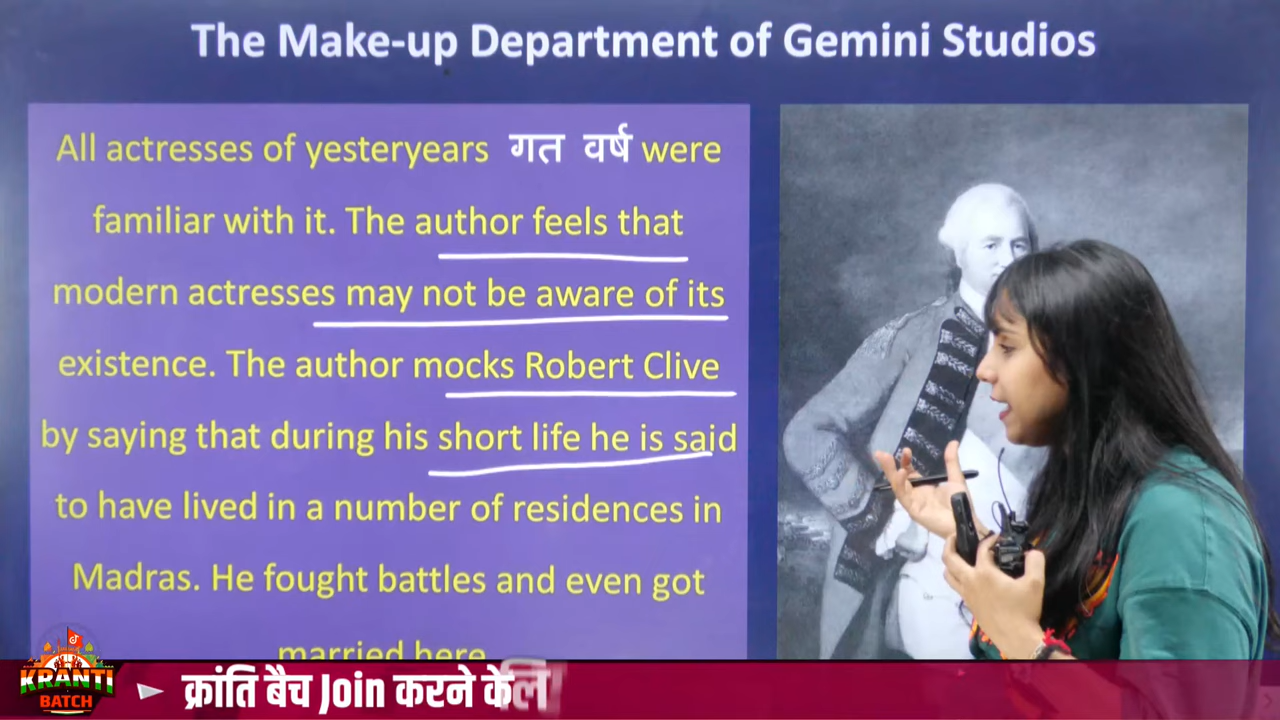 The Make-up Department of Gemini Studios
All actresses of yesteryears गत वर्ष were
familiar with it. The author feels that
modern actresses may not be aware of its
existence. The author mocks Robert Clive
by saying that during his short life he is said
to have lived in a number of residences in
Madras. He fought battles and even got
married here
KRANTI
BATCH
क्रांति बैच Join करने के लि